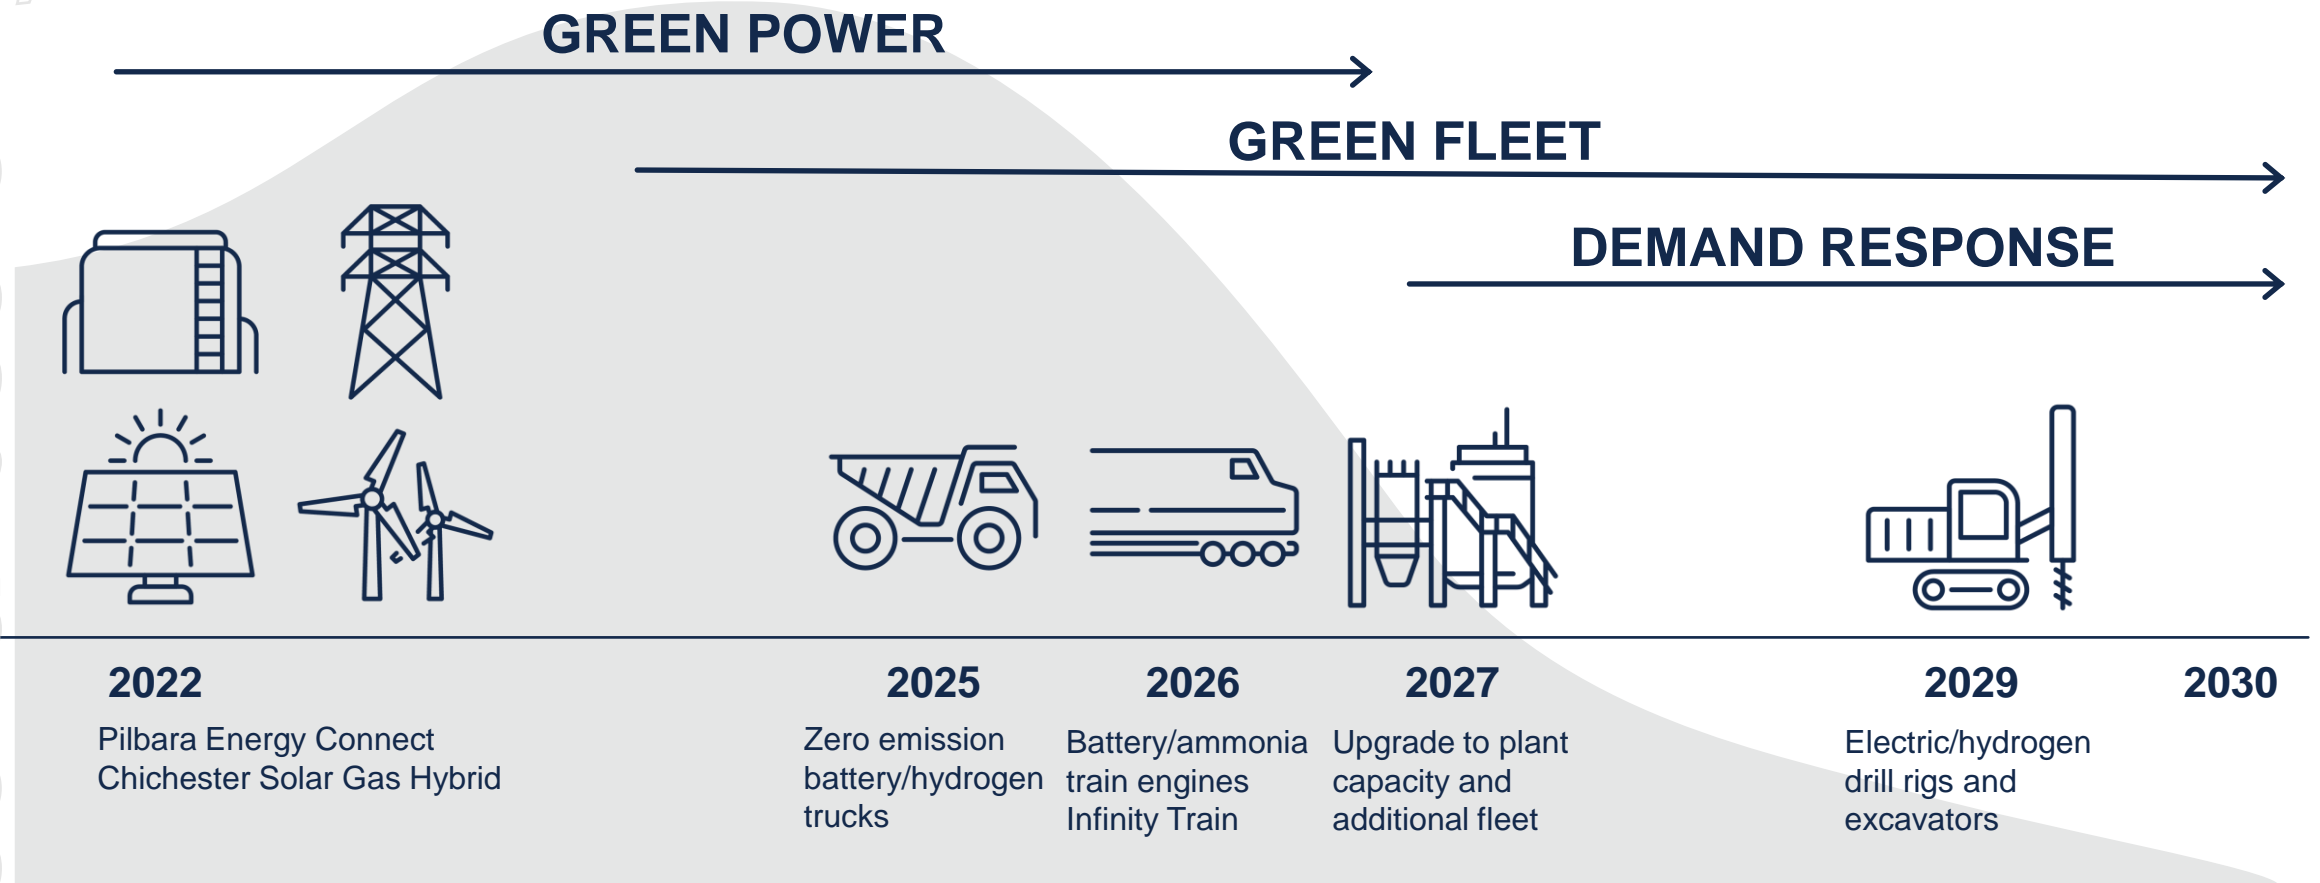 GREEN POWER
GREEN FLEET
DEMAND RESPONSE
2022
Pilbara Energy Connect
Chichester Solar Gas Hybrid
2025
Zero emission
battery/hydrogen
trucks
2026
Battery/ammonia
train engines
Infinity Train
2027
Upgrade to plant
capacity and
additional fleet
2029
Electric/hydrogen
drill rigs and
excavators
2030